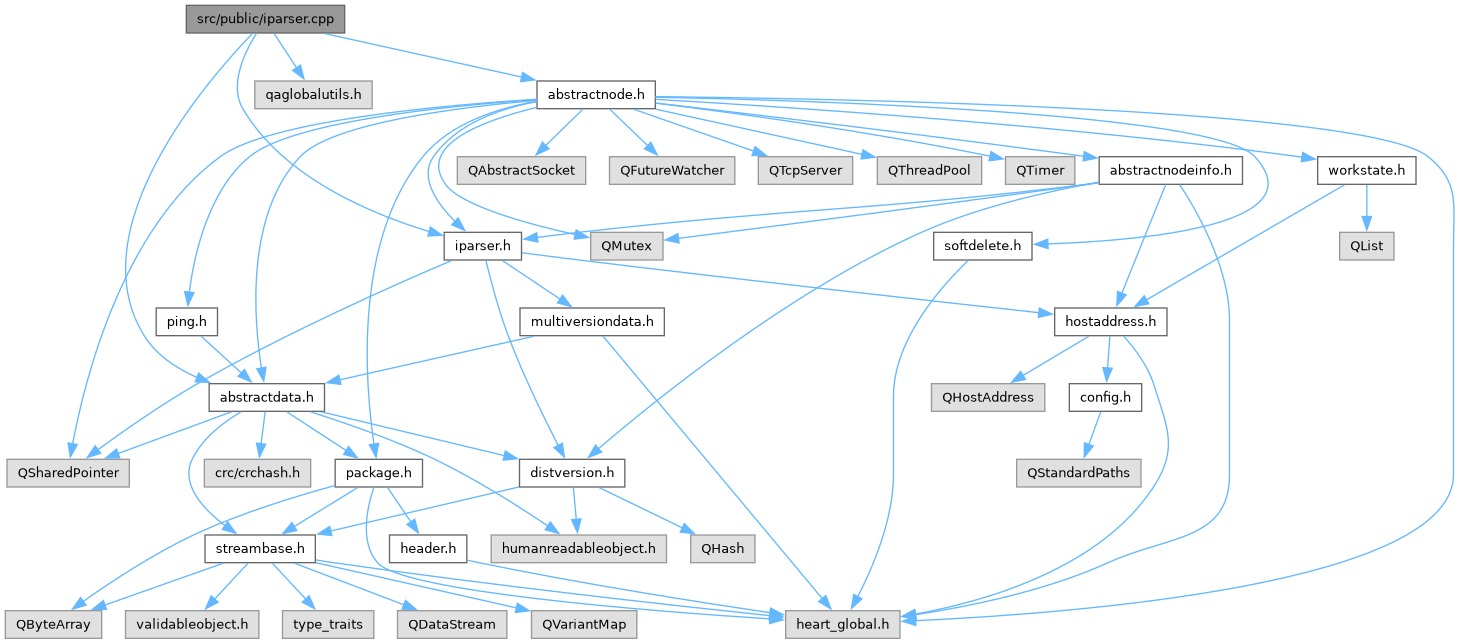 src/public/iparser.cpp
qaglobalutils.h
abstractnode.h
QAbstractSocket
QFutureWatcher
QTcpServer
QThreadPool
QTimer
abstractnodeinfo.h
workstate.h
iparser.h
QMutex
softdelete.h
QList
ping.h
multiversiondata.h
hostaddress.h
abstractdata.h
QHostAddress
config.h
QSharedPointer
crc/crchash.h
package.h
distversion.h
QStandardPaths
streambase.h
header.h
humanreadableobject.h
QHash
QByteArray
validableobject.h
type_traits
QDataStream
QVariantMap
heart_global.h